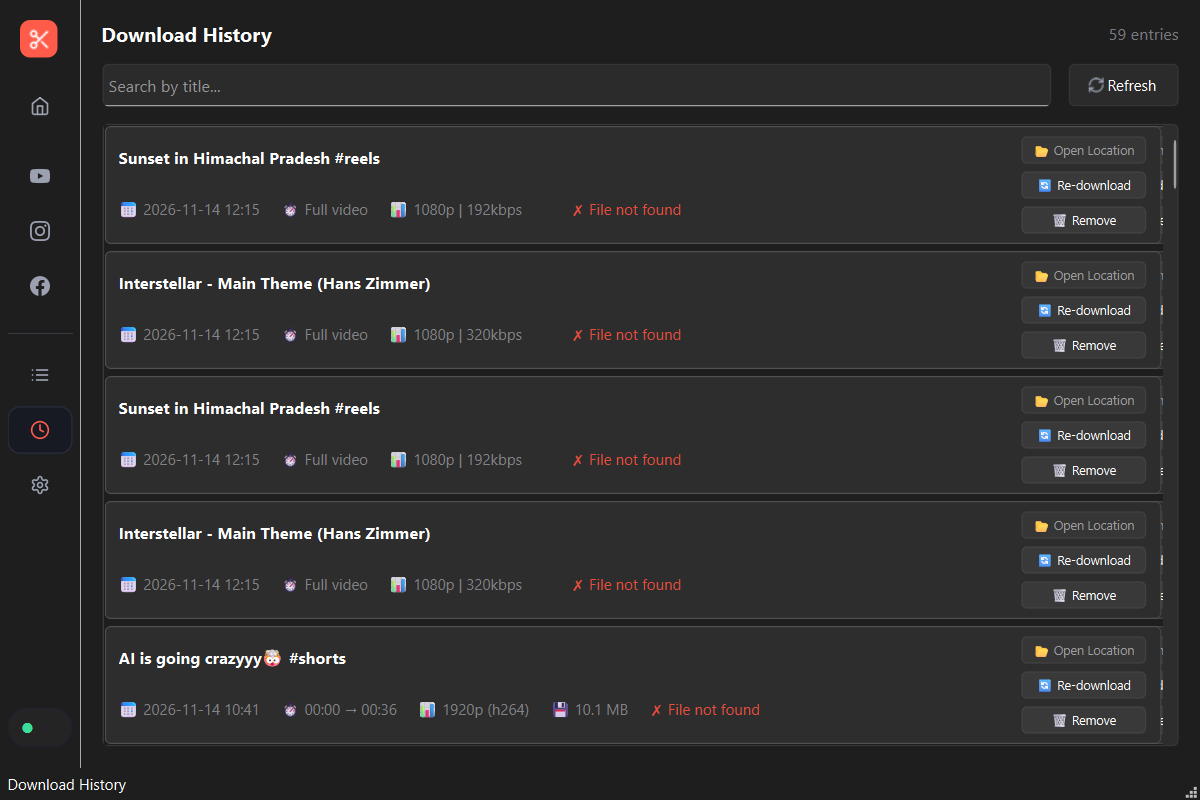 Download History
59 entries
Search by title...
Refresh
Sunset in Himachal Pradesh #reels
2026-11-14 12:15 Full video 1080p | 192kbps ✗ File not found
Open Location
Re-download
Remove
Interstellar - Main Theme (Hans Zimmer)
2026-11-14 12:15 Full video 1080p | 320kbps ✗ File not found
Open Location
Re-download
Remove
Sunset in Himachal Pradesh #reels
2026-11-14 12:15 Full video 1080p | 192kbps ✗ File not found
Open Location
Re-download
Remove
Interstellar - Main Theme (Hans Zimmer)
2026-11-14 12:15 Full video 1080p | 320kbps ✗ File not found
Open Location
Re-download
Remove
AI is going crazyyy🤯 #shorts
2026-11-14 10:41 00:00 → 00:36 1920p (h264) 10.1 MB ✗ File not found
Open Location
Re-download
Remove
Download History